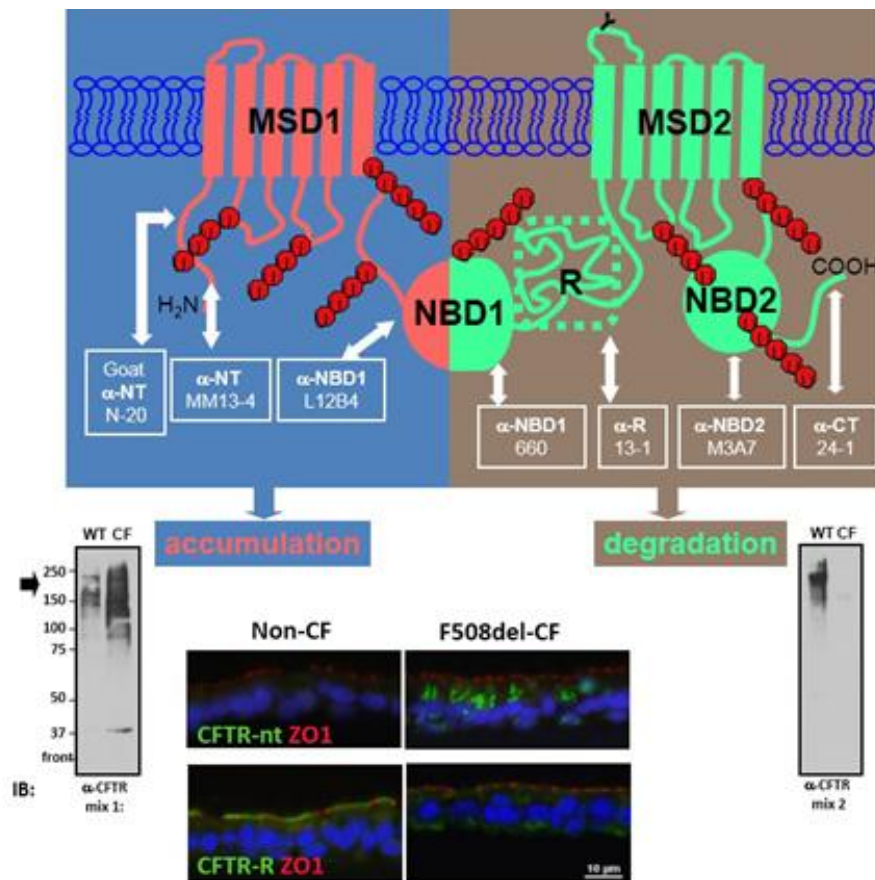 MSD1
MSD2
H₂N
NBD1
R
NBD2
COOH
Goat
α-NT
N-20
α-NT
MM13-4
α-NBD1
L12B4
α-NBD1
660
α-R
13-1
α-NBD2
M3A7
α-CT
24-1
accumulation
degradation
WT CF
250
150
100
75
50
37
front
IB:
α-CFTR
mix 1:
Non-CF
F508del-CF
CFTR-nt ZO1
CFTR-R ZO1
10 µm
WT CF
α-CFTR
mix 2